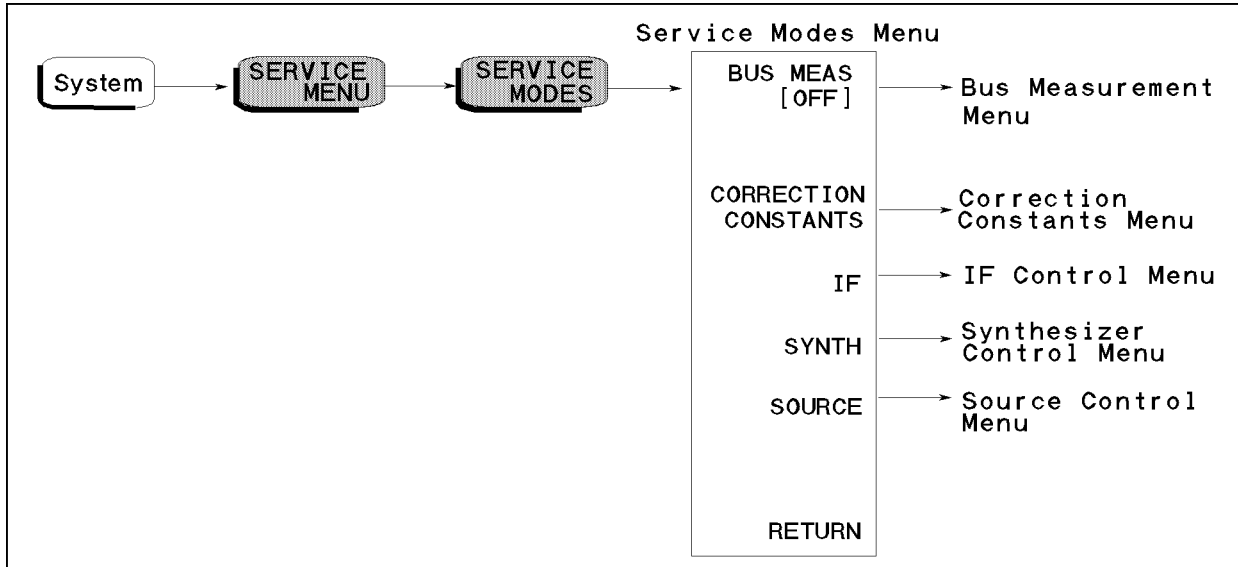 Service Modes Menu
System
SERVICE
MENU
SERVICE
MODES
BUS MEAS
[OFF]
Bus Measurement
Menu
CORRECTION
CONSTANTS
Correction
Constants Menu
IF
IF Control Menu
SYNTH
Synthesizer
Control Menu
SOURCE
Source Control
Menu
RETURN